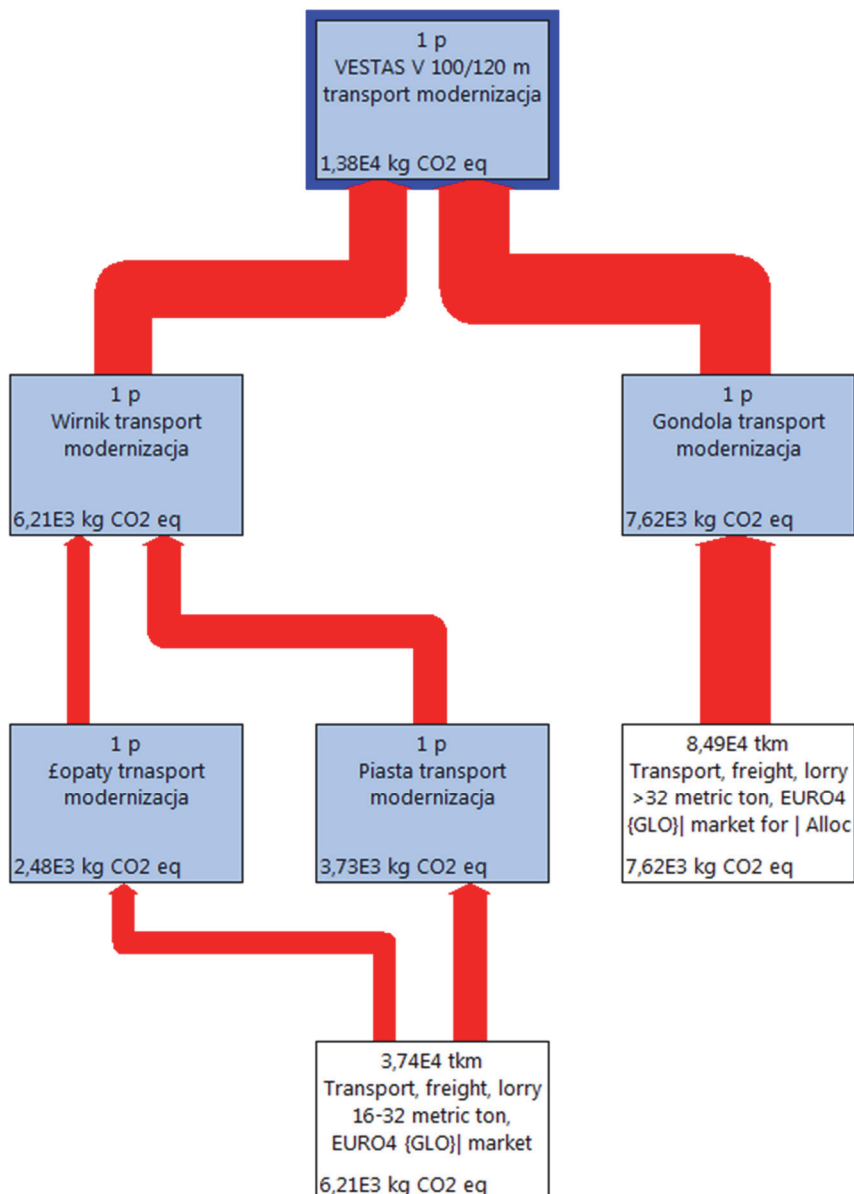 1 p
VESTAS V 100/120 m
transport modernizacja
1,38E4 kg CO2 eq
1 p
Wirnik transport
modernizacja
6,21E3 kg CO2 eq
1 p
Gondola transport
modernizacja
7,62E3 kg CO2 eq
1 p
£opaty trnasport
modernizacja
2,48E3 kg CO2 eq
1 p
Piasta transport
modernizacja
3,73E3 kg CO2 eq
8,49E4 tkm
Transport, freight, lorry
>32 metric ton, EURO4
{GLO}| market for | Alloc
7,62E3 kg CO2 eq
3,74E4 tkm
Transport, freight, lorry
16-32 metric ton,
EURO4 {GLO}| market
6,21E3 kg CO2 eq